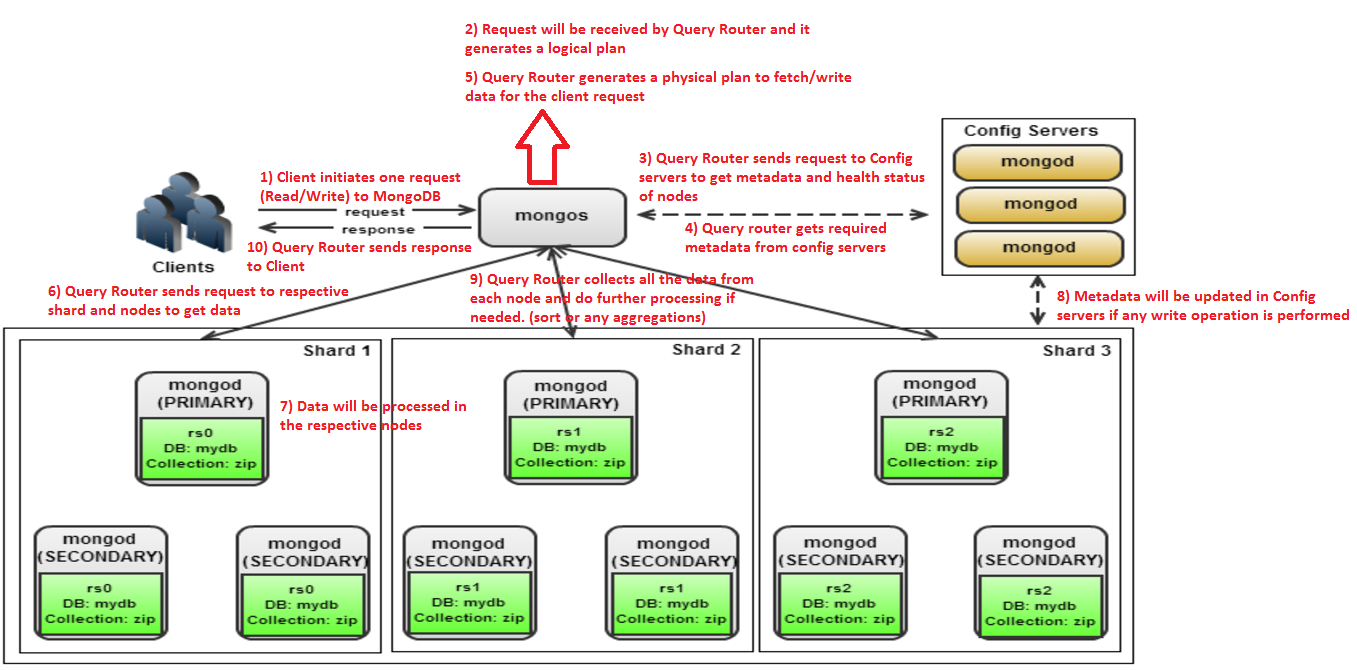 2) Request will be received by Query Router and it
generates a logical plan
5) Query Router generates a physical plan to fetch/write
data for the client request
Config Servers
mongod
mongod
mongod
3) Query Router sends request to Config
servers to get metadata and health status
of nodes
1) Client initiates one request
(Read/Write) to MongoDB
request
response
mongos
4) Query router gets required
metadata from config servers
10) Query Router sends response
to Client
Clients
6) Query Router sends request to respective
shard and nodes to get data
9) Query Router collects all the data from
each node and do further processing if
needed. (sort or any aggregations)
8) Metadata will be updated in Config
servers if any write operation is performed
Shard 1
mongod
(PRIMARY)
rs0
DB: mydb
Collection: zip
7) Data will be processed in
the respective nodes
mongod
(SECONDARY)
rs0
DB: mydb
Collection: zip
mongod
(SECONDARY)
rs0
DB: mydb
Collection: zip
Shard 2
mongod
(PRIMARY)
rs1
DB: mydb
Collection: zip
mongod
(SECONDARY)
rs1
DB: mydb
Collection: zip
mongod
(SECONDARY)
rs1
DB: mydb
Collection: zip
Shard 3
mongod
(PRIMARY)
rs2
DB: mydb
Collection: zip
mongod
(SECONDARY)
rs2
DB: mydb
Collection: zip
mongod
(SECONDARY)
rs2
DB: mydb
Collection: zip